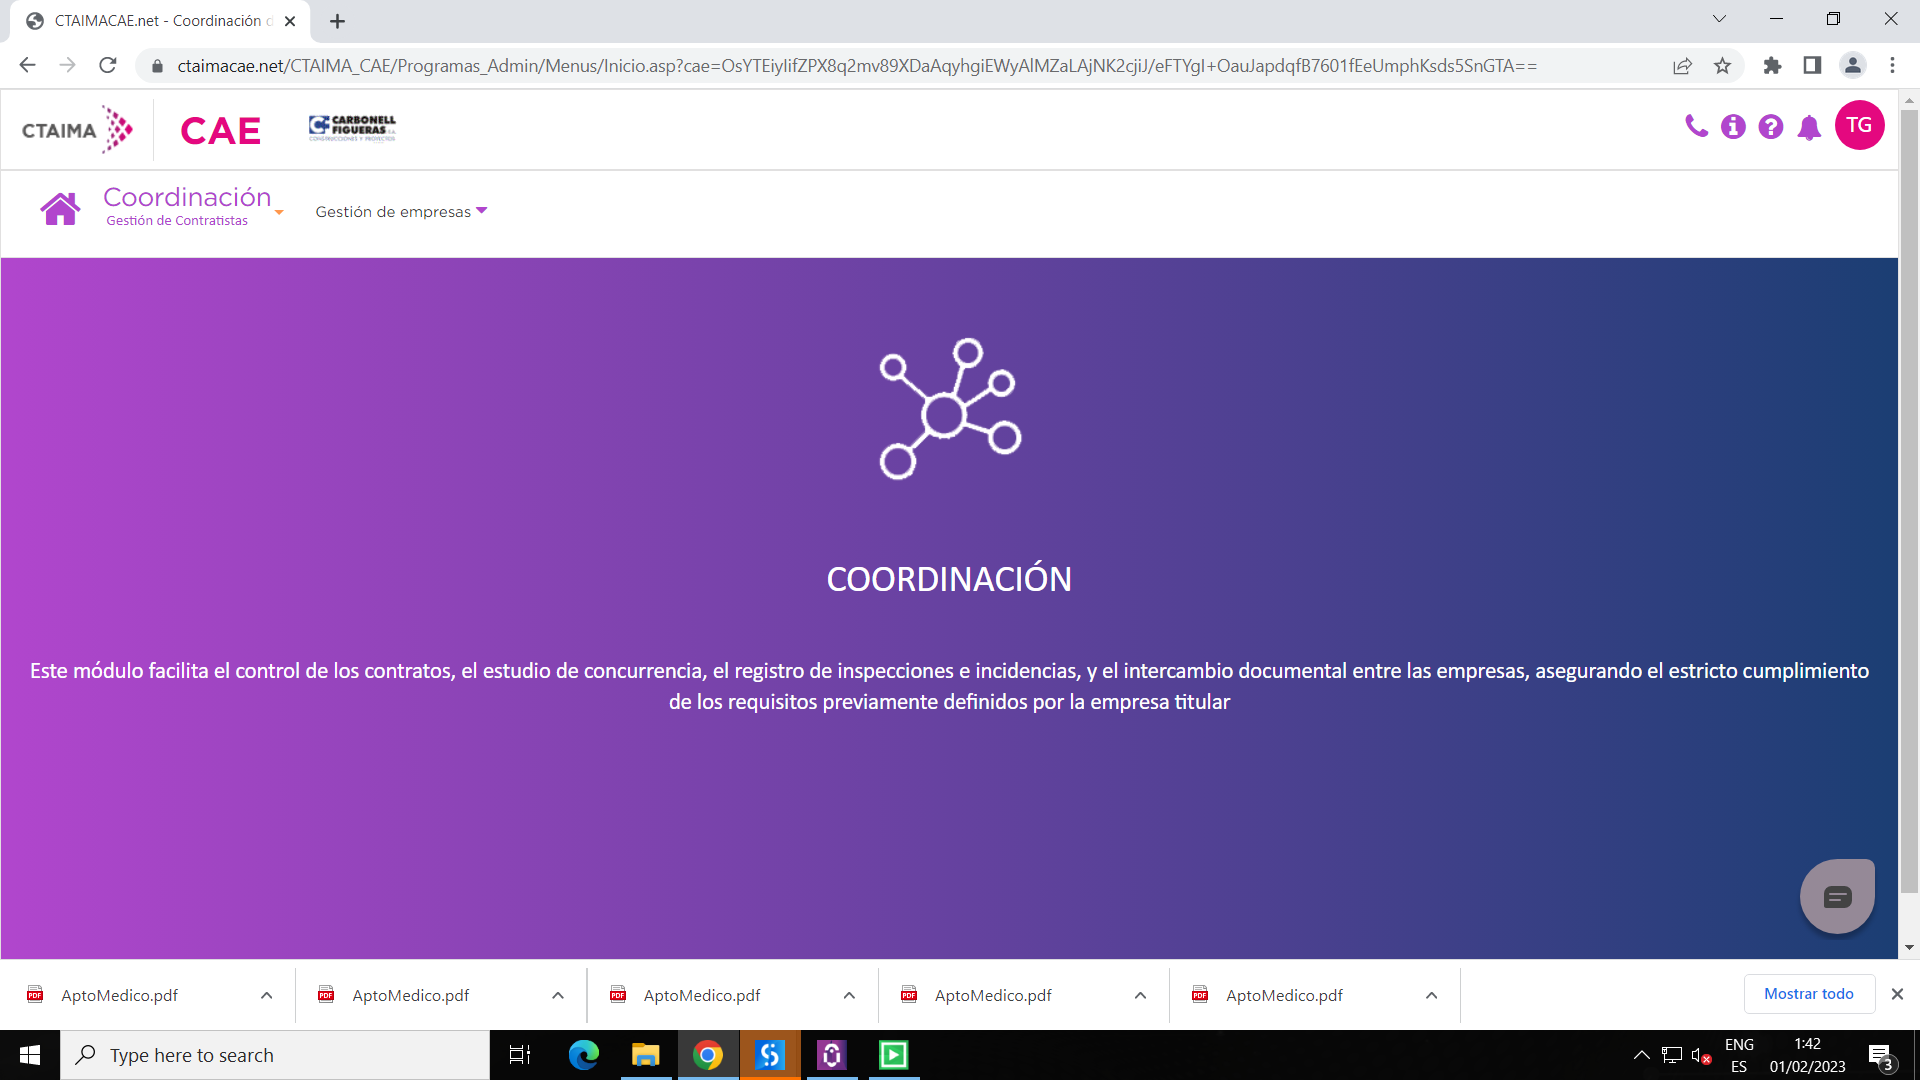 CTAIMACAE.net - Coordinación d
ctaimacae.net/CTAIMA_CAE/Programas_Admin/Menus/Inicio.asp?cae=OsYTEiyIifZPX8q2mv89XDaAqyhgiEWyAlMZaLAjNK2cjiJ/eFTYgI+OauJapdqfB7601fEeUmphKsds5SnGTA==
CTAIMA
CAE
CARBONELL
FIGUERAS S.A.
CONSTRUCCIONES Y PROYECTOS
TG
Coordinación
Gestión de Contratistas
Gestión de empresas
COORDINACIÓN
Este módulo facilita el control de los contratos, el estudio de concurrencia, el registro de inspecciones e incidencias, y el intercambio documental entre las empresas, asegurando el estricto cumplimiento
de los requisitos previamente definidos por la empresa titular
AptoMedico.pdf
AptoMedico.pdf
AptoMedico.pdf
AptoMedico.pdf
AptoMedico.pdf
Mostrar todo
Type here to search
ENG
ES
1:42
01/02/2023
3